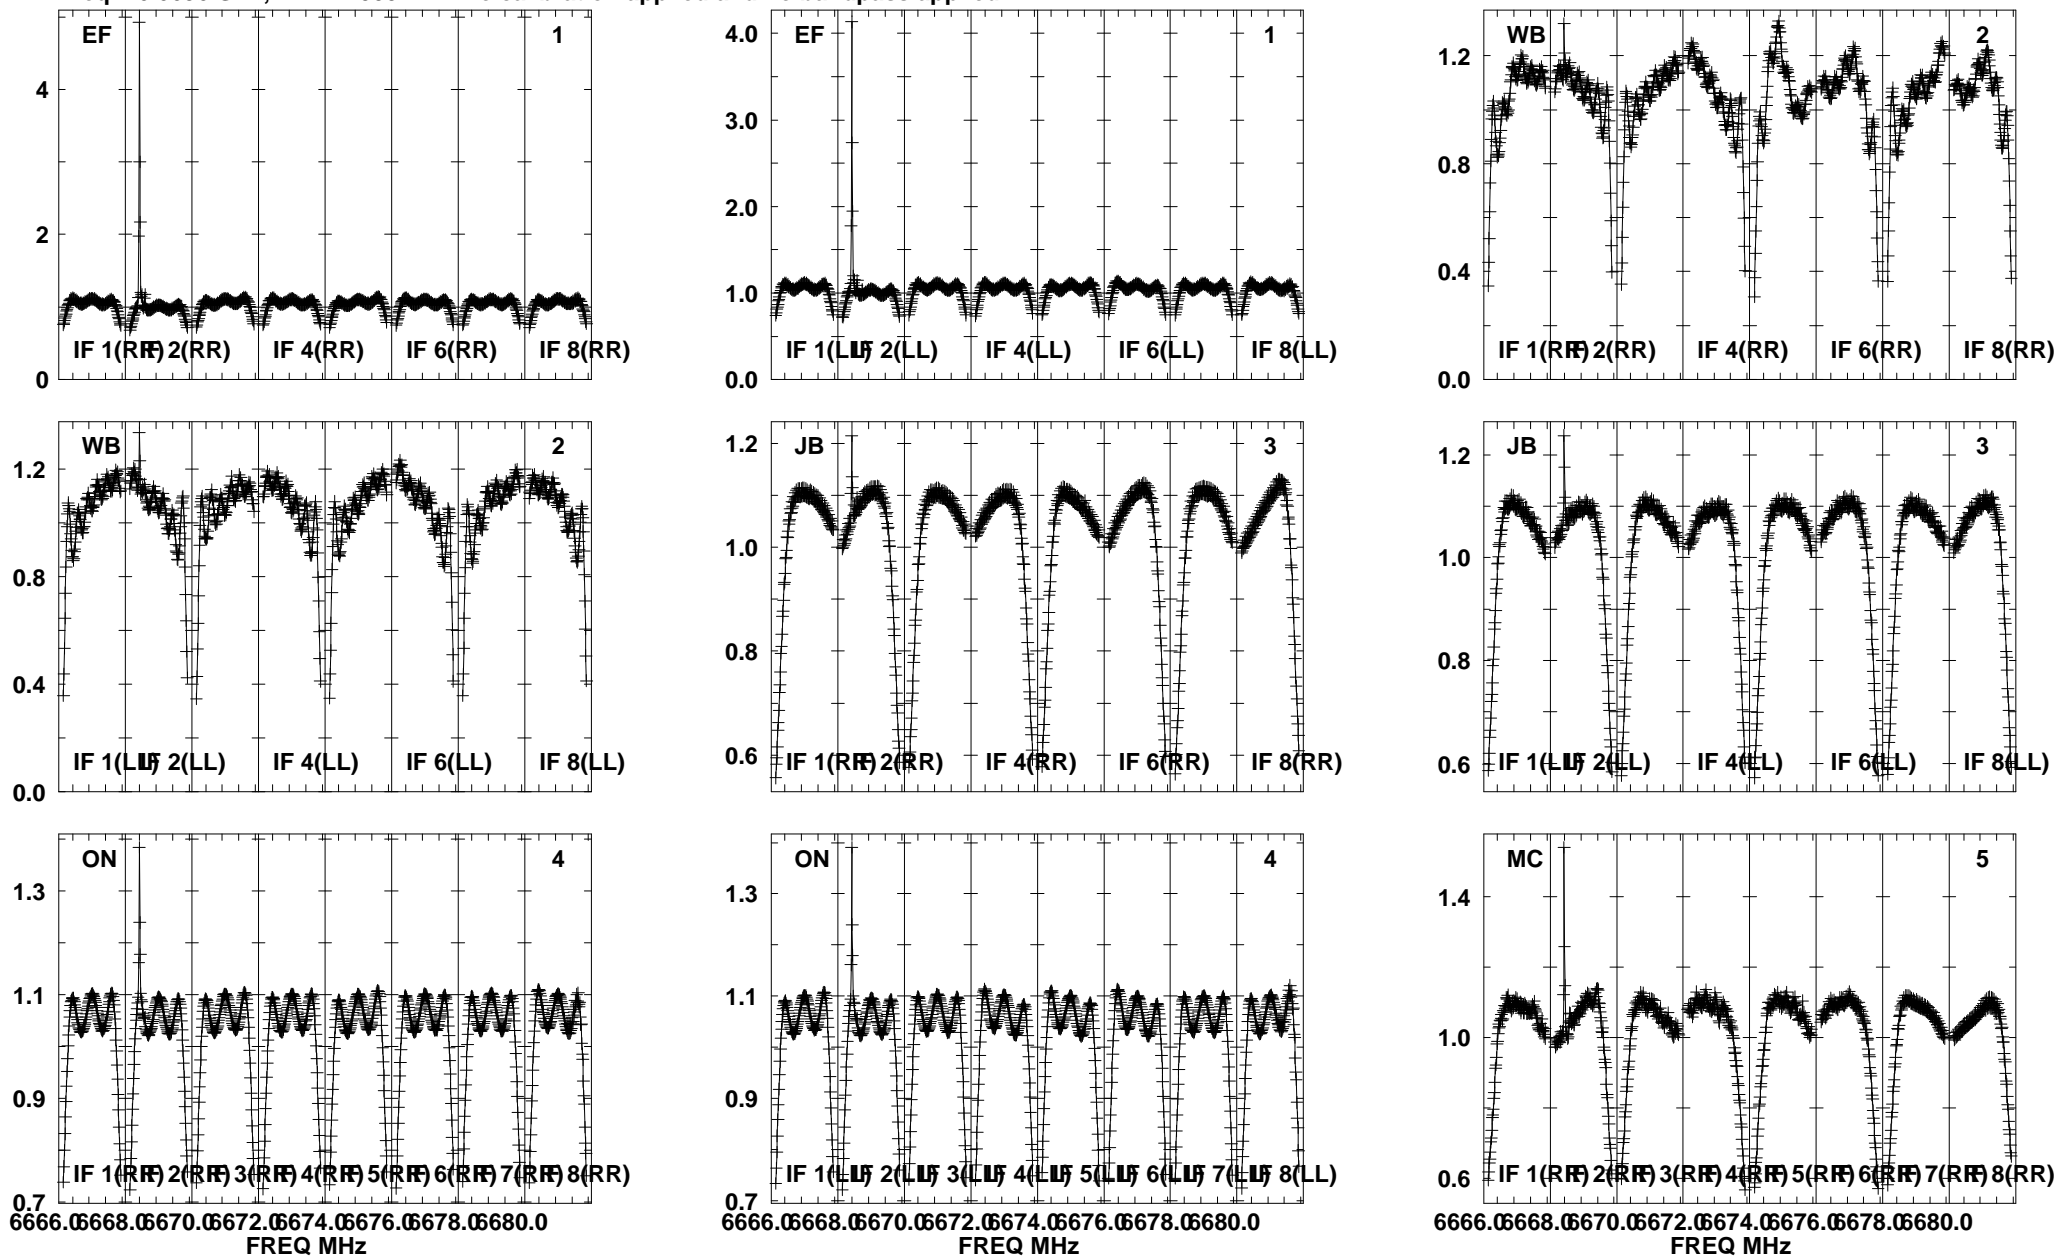 EF 1
4
2
0
IF 1(RR) IF 2(RR) IF 4(RR) IF 6(RR) IF 8(RR)
EF 1
4.0
3.0
2.0
1.0
0.0
IF 1(LL) IF 2(LL) IF 4(LL) IF 6(LL) IF 8(LL)
WB 2
1.2
0.8
0.4
0.0
IF 1(RR) IF 2(RR) IF 4(RR) IF 6(RR) IF 8(RR)
WB 2
1.2
0.8
0.4
0.0
IF 1(LL) IF 2(LL) IF 4(LL) IF 6(LL) IF 8(LL)
JB 3
1.2
1.0
0.8
0.6
IF 1(RR) IF 2(RR) IF 4(RR) IF 6(RR) IF 8(RR)
JB 3
1.2
1.0
0.8
0.6
IF 1(LL) IF 2(LL) IF 4(LL) IF 6(LL) IF 8(LL)
ON 4
1.3
1.1
0.9
0.7
IF 1(RR) IF 2(RR) IF 3(RR) IF 4(RR) IF 5(RR) IF 6(RR) IF 7(RR) IF 8(RR)
6666.0 6668.0 6670.0 6672.0 6674.0 6676.0 6678.0 6680.0
FREQ MHz
ON 4
1.3
1.1
0.9
0.7
IF 1(LL) IF 2(LL) IF 3(LL) IF 4(LL) IF 5(LL) IF 6(LL) IF 7(LL) IF 8(LL)
6666.0 6668.0 6670.0 6672.0 6674.0 6676.0 6678.0 6680.0
FREQ MHz
MC 5
1.4
1.0
0.6
IF 1(RR) IF 2(RR) IF 3(RR) IF 4(RR) IF 5(RR) IF 6(RR) IF 7(RR) IF 8(RR)
6666.0 6668.0 6670.0 6672.0 6674.0 6676.0 6678.0 6680.0
FREQ MHz